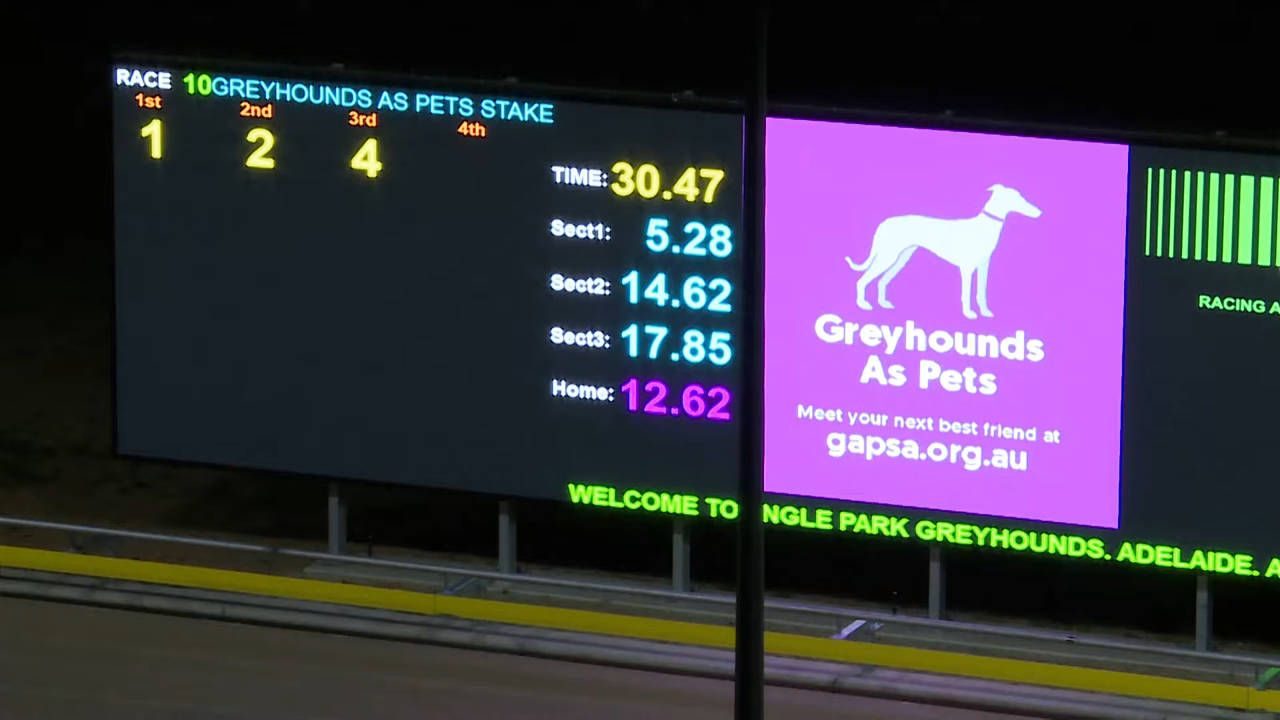 RACE 10GREYHOUNDS AS PETS STAKE
1st 2nd 3rd 4th
1 2 4
TIME: 30.47
Sect1: 5.28
Sect2: 14.62
Sect3: 17.85
Home: 12.62
Greyhounds
As Pets
Meet your next best friend at
gapsa.org.au
RACING A
WELCOME TO NGLE PARK GREYHOUNDS. ADELAIDE. A